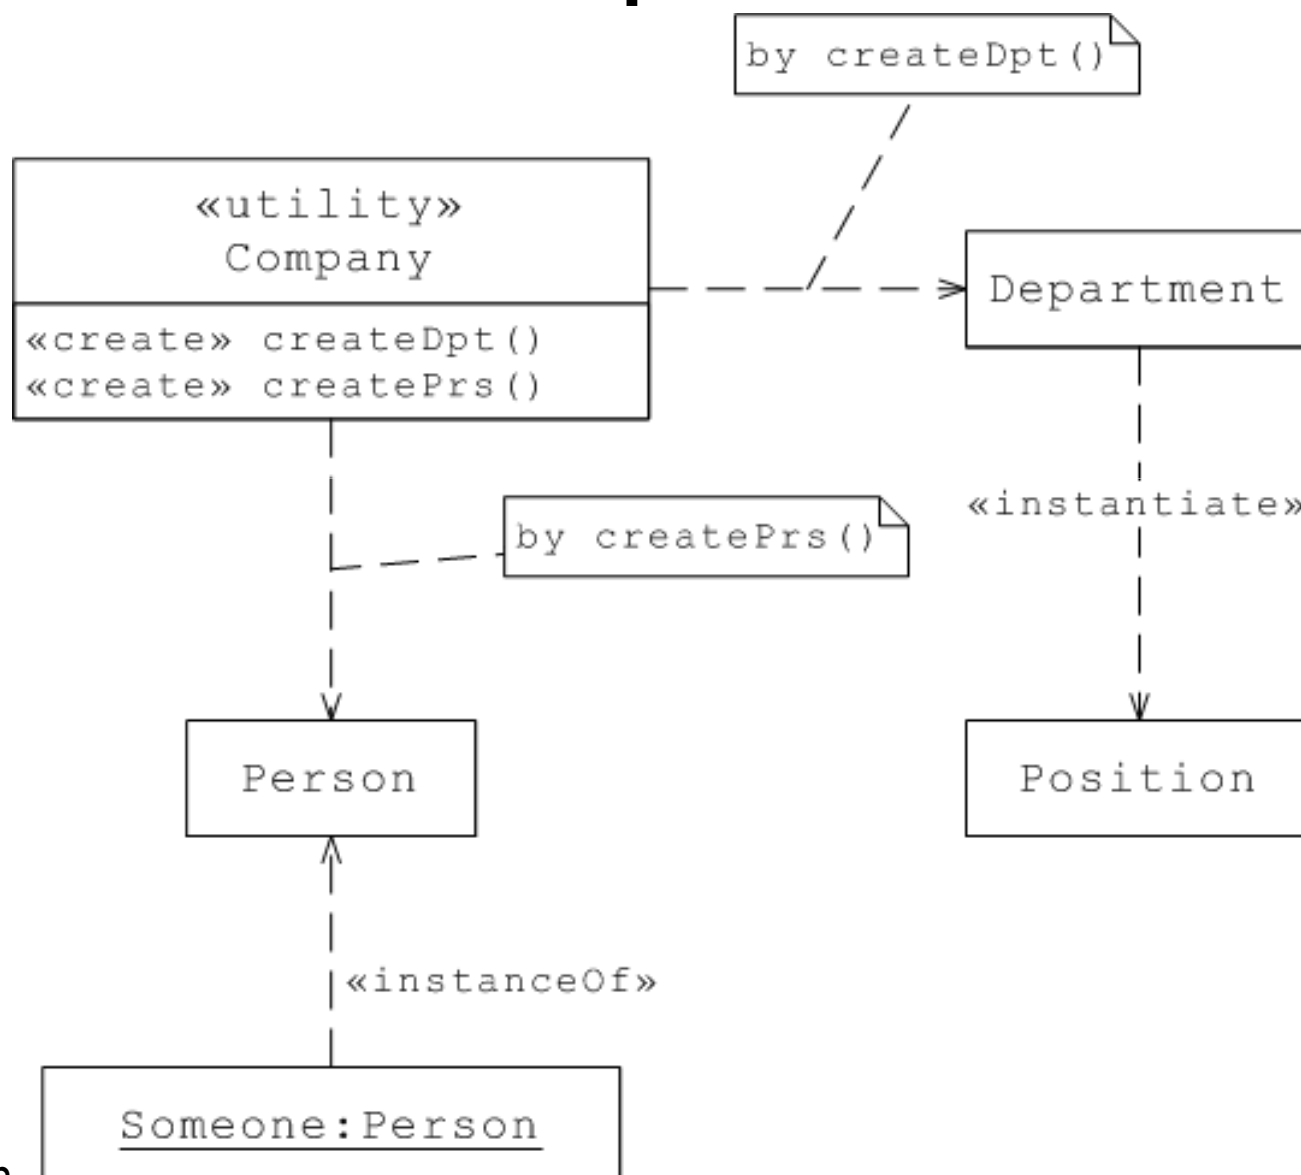 by createDpt()
«utility»
Company
«create» createDpt()
«create» createPrs()
Department
«instantiate»
by createPrs()
Person
Position
«instanceOf»
Someone:Person